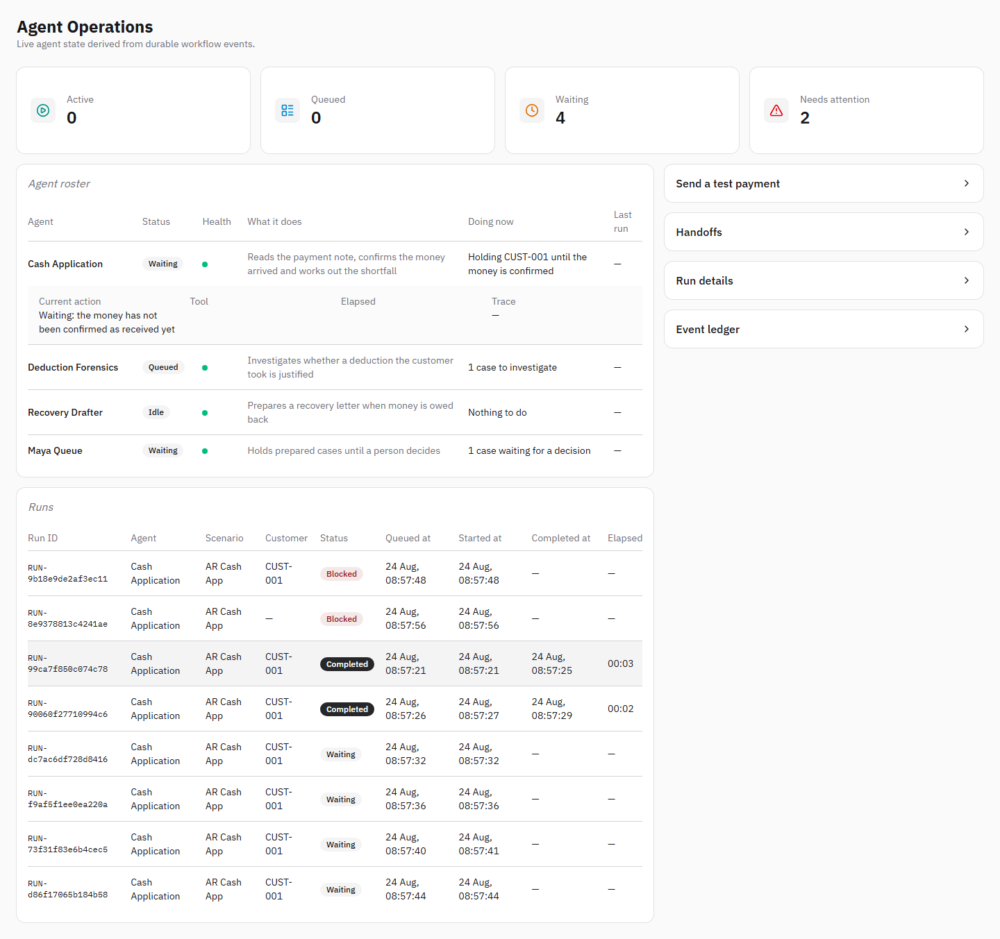 Agent Operations
Live agent state derived from durable workflow events.
Active
0
Queued
0
Waiting
4
Needs attention
2
Agent roster
Agent Status Health What it does Doing now Last run
Cash Application Waiting Reads the payment note, confirms the money arrived and works out the shortfall Holding CUST-001 until the money is confirmed —
Current action Tool Elapsed Trace
Waiting: the money has not been confirmed as received yet —
Deduction Forensics Queued Investigates whether a deduction the customer took is justified 1 case to investigate —
Recovery Drafter Idle Prepares a recovery letter when money is owed back Nothing to do —
Maya Queue Waiting Holds prepared cases until a person decides 1 case waiting for a decision —
Send a test payment
Handoffs
Run details
Event ledger
Runs
Run ID Agent Scenario Customer Status Queued at Started at Completed at Elapsed
RUN-9b18e9de2af3ec11 Cash Application AR Cash App CUST-001 Blocked 24 Aug, 08:57:48 24 Aug, 08:57:48 — —
RUN-8e9378813c4241ae Cash Application AR Cash App — Blocked 24 Aug, 08:57:56 24 Aug, 08:57:56 — —
RUN-99ca7f850c074c78 Cash Application AR Cash App CUST-001 Completed 24 Aug, 08:57:21 24 Aug, 08:57:21 24 Aug, 08:57:25 00:03
RUN-90060f27710994c6 Cash Application AR Cash App CUST-001 Completed 24 Aug, 08:57:26 24 Aug, 08:57:27 24 Aug, 08:57:29 00:02
RUN-dc7ac6df728d8416 Cash Application AR Cash App CUST-001 Waiting 24 Aug, 08:57:32 24 Aug, 08:57:32 — —
RUN-f9af5f1ee0ea220a Cash Application AR Cash App CUST-001 Waiting 24 Aug, 08:57:36 24 Aug, 08:57:36 — —
RUN-73f31f83e6b4cec5 Cash Application AR Cash App CUST-001 Waiting 24 Aug, 08:57:40 24 Aug, 08:57:41 — —
RUN-d86f17065b184b58 Cash Application AR Cash App CUST-001 Waiting 24 Aug, 08:57:44 24 Aug, 08:57:44 — —